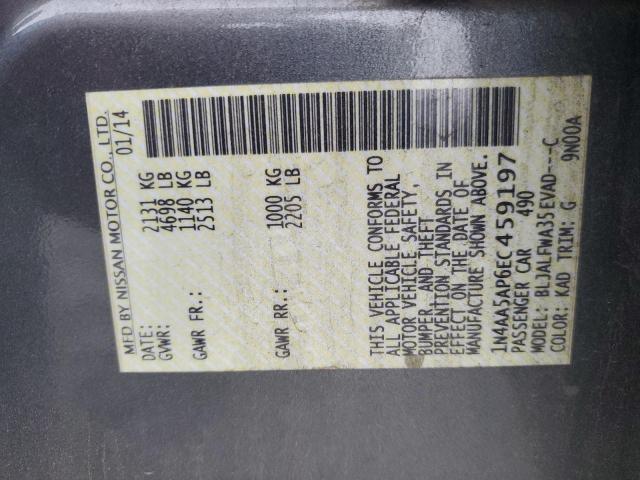 MFD BY NISSAN MOTOR CO., LTD.
DATE: 01/14
GVWR: 2131 KG
4698 LB
GAWR FR.: 1140 KG
2513 LB
GAWR RR.: 1000 KG
2205 LB
THIS VEHICLE CONFORMS TO
ALL APPLICABLE FEDERAL
MOTOR VEHICLE SAFETY,
BUMPER, AND THEFT
PREVENTION STANDARDS IN
EFFECT ON THE DATE OF
MANUFACTURE SHOWN ABOVE.
1N4AA5AP6EC459197
PASSENGER CAR 490
MODEL: BLJALFWA35EVAD---C
COLOR: KAD TRIM: G 9N00A